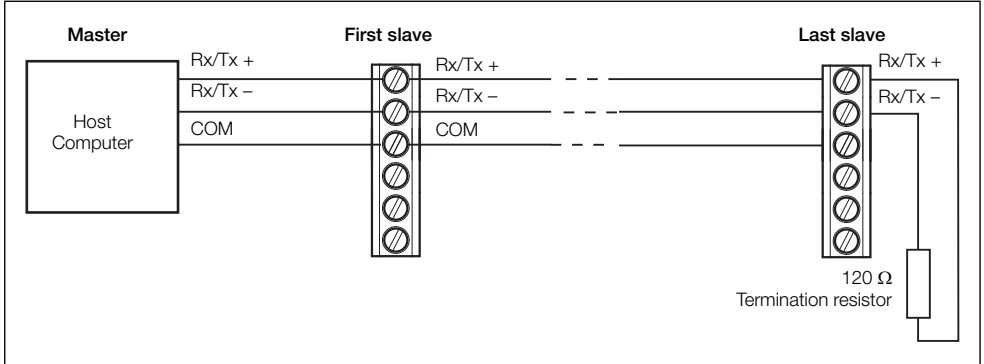 Master
First slave
Last slave
Rx/Tx +
Rx/Tx +
Rx/Tx +
Rx/Tx –
Rx/Tx –
Rx/Tx –
Host
Computer
COM
COM
120 Ω
Termination resistor